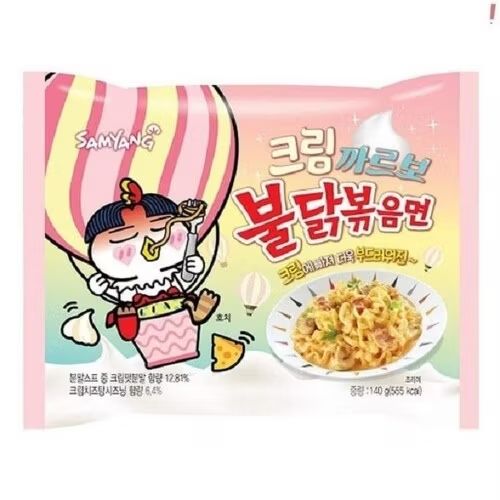 !
SAMYANG
크림 까르보
불닭볶음면
크림에 빠져 더욱 부드러워진~
호치
분말스프 중 크림맛분말 함량 12.81%
크림치즈탕시즈닝 함량 6.4%
조리예
중량 : 140 g(565 kcal)